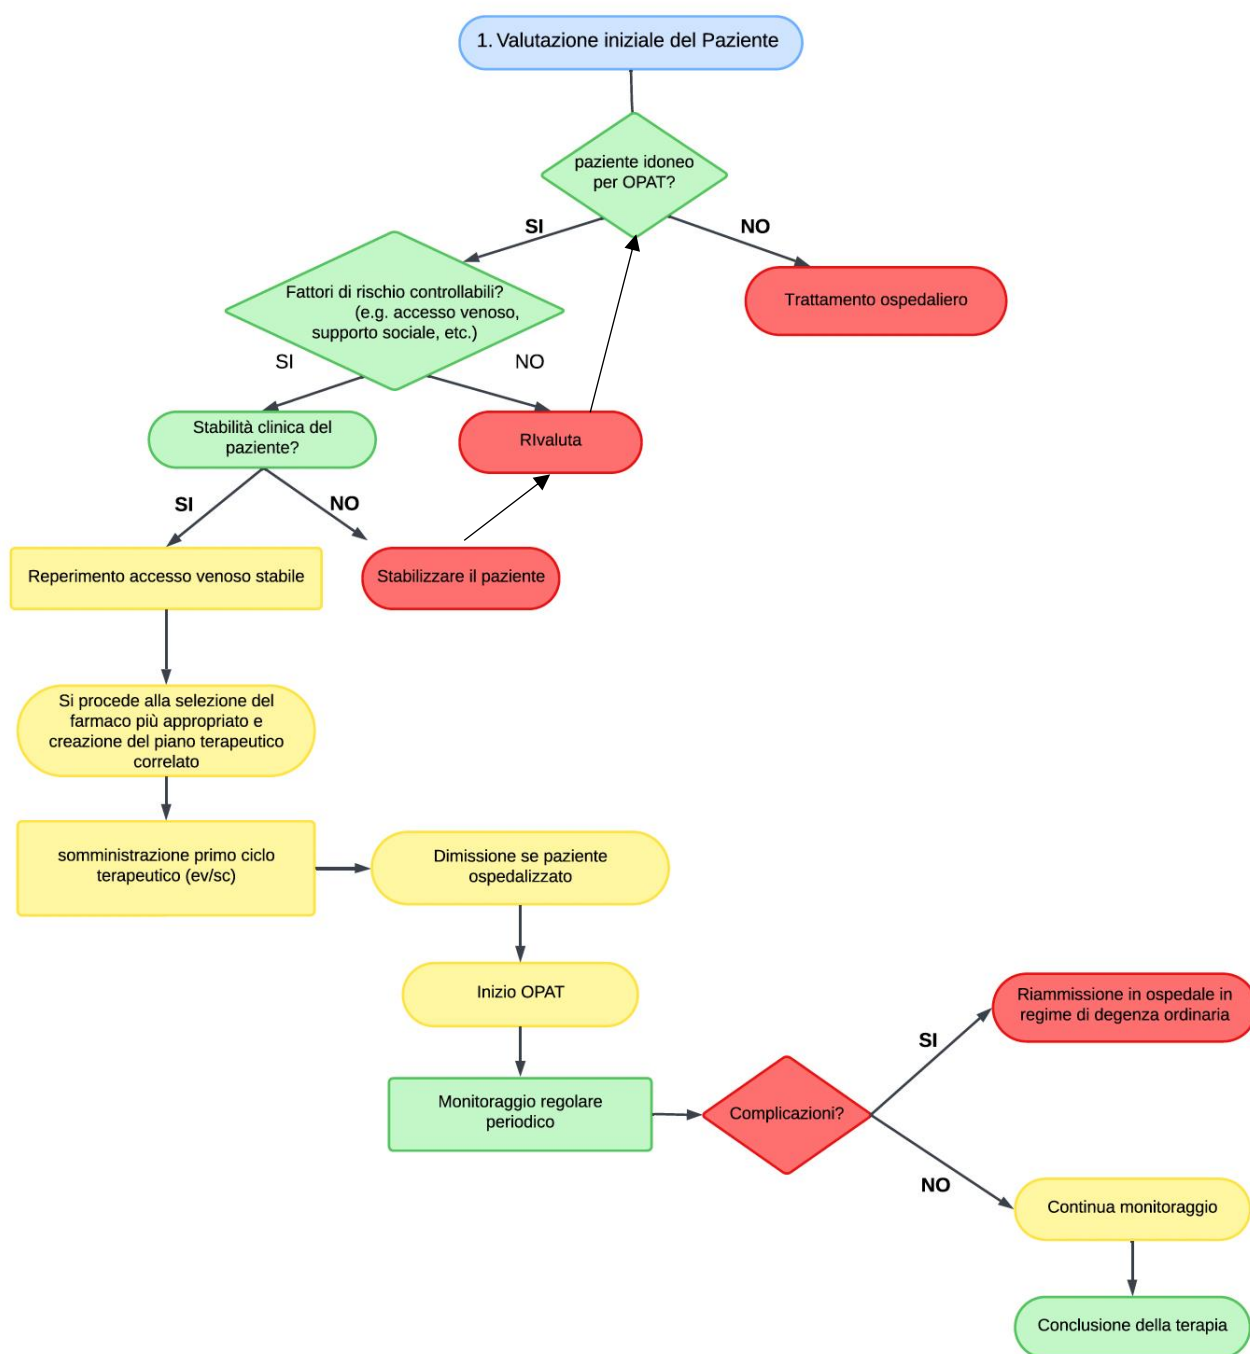 1. Valutazione iniziale del Paziente
paziente idoneo
per OPAT?
SI
NO
Fattori di rischio controllabili?
(e.g. accesso venoso,
supporto sociale, etc.)
Trattamento ospedaliero
SI
NO
Stabilità clinica del
paziente?
RIvaluta
SI
NO
Reperimento accesso venoso stabile
Stabilizzare il paziente
Si procede alla selezione del
farmaco più appropriato e
creazione del piano terapeutico
correlato
somministrazione primo ciclo
terapeutico (ev/sc)
Dimissione se paziente
ospedalizzato
Inizio OPAT
Riammissione in ospedale in
regime di degenza ordinaria
SI
Monitoraggio regolare
periodico
Complicazioni?
NO
Continua monitoraggio
Conclusione della terapia